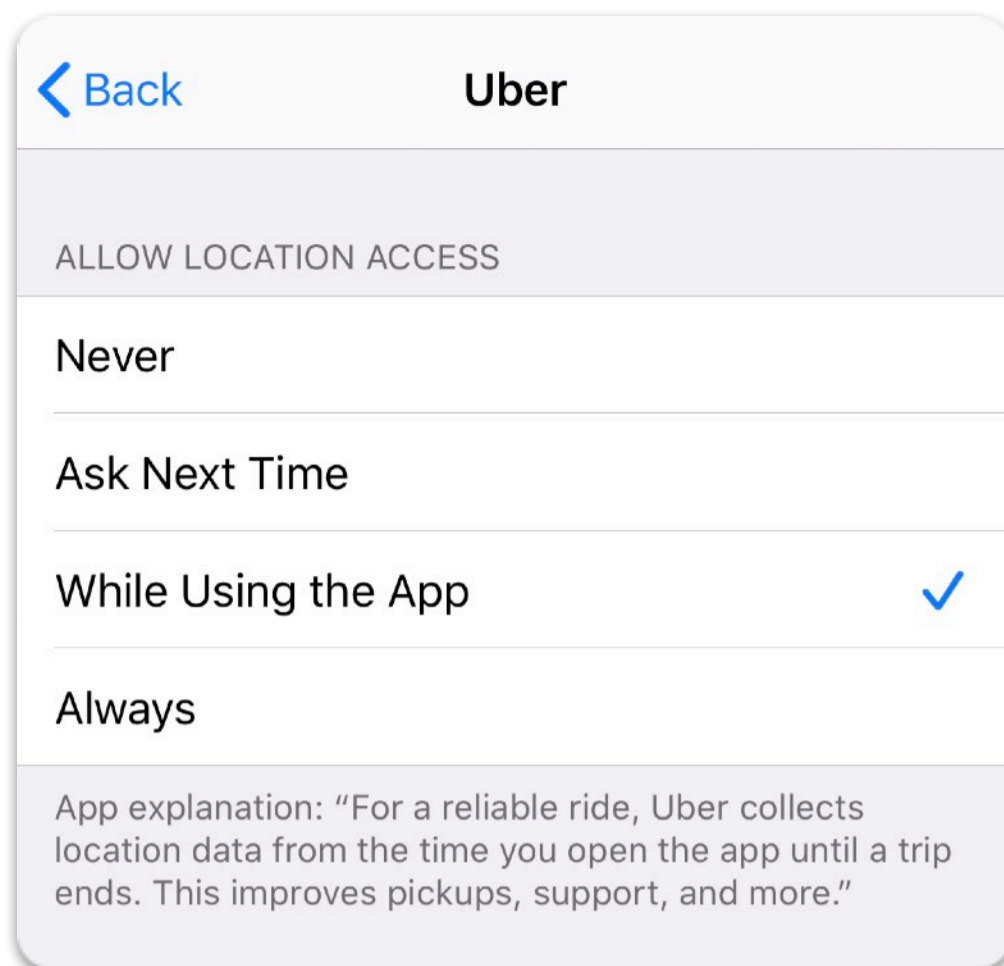 Back
Uber
ALLOW LOCATION ACCESS
Never
Ask Next Time
While Using the App
Always
App explanation: “For a reliable ride, Uber collects
location data from the time you open the app until a trip
ends. This improves pickups, support, and more.”